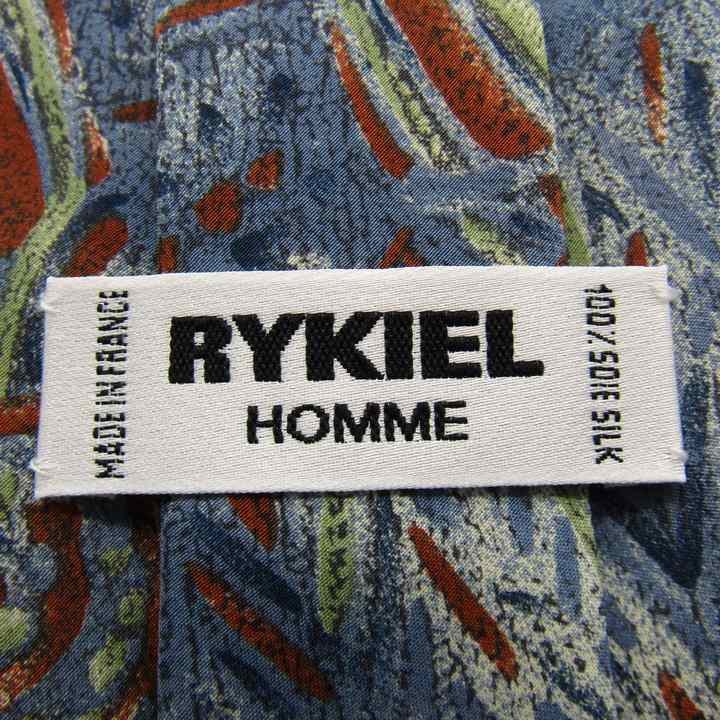 MADE IN FRANCE
RYKIEL
HOMME
100% SOIE SILK